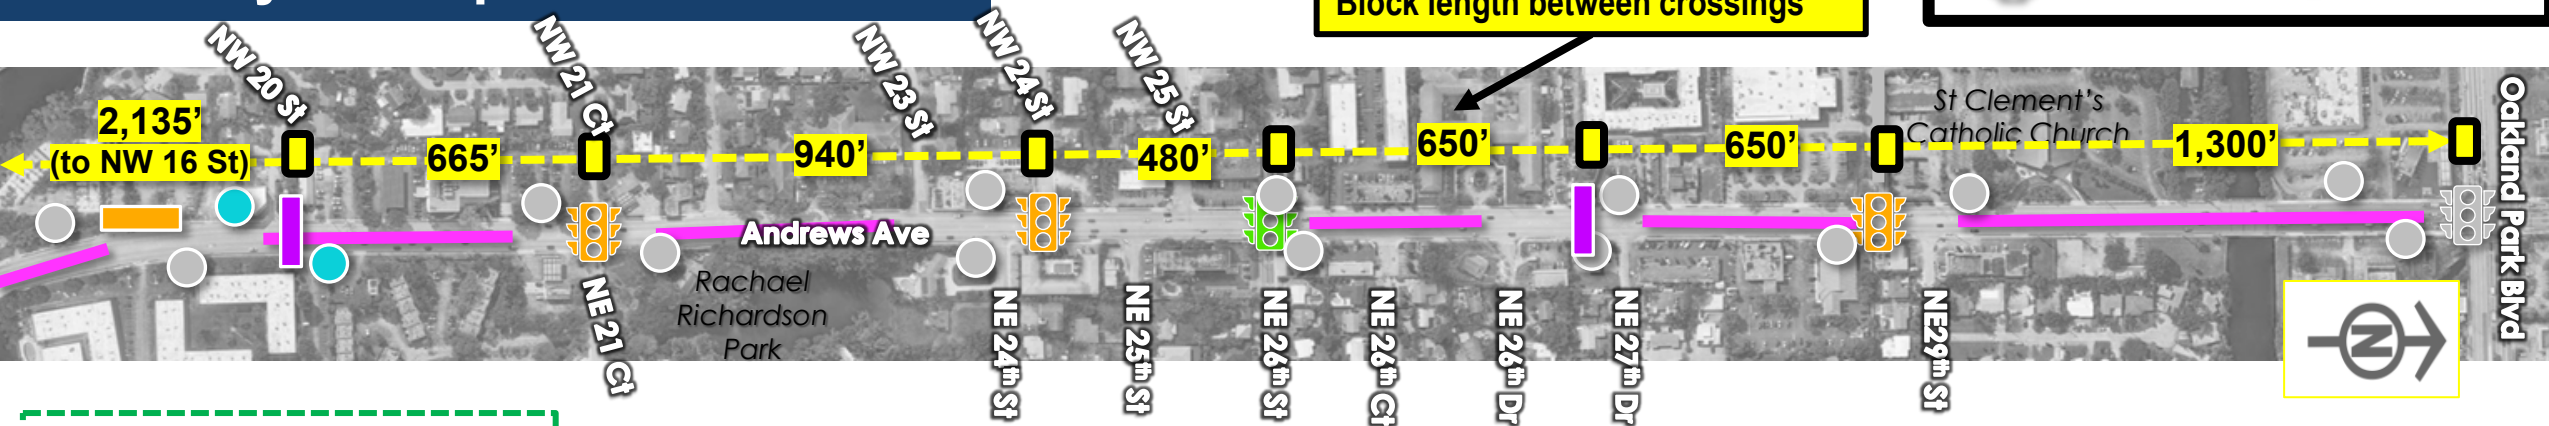 Block length between crossings
NW 20 St
NW 21 Ct
NW 23 St
NW 24 St
NW 25 St
2,135’
(to NW 16 St)
665’
940’
480’
650’
650’
1,300’
St Clement’s
Catholic Church
Oakland Park Blvd
Andrews Ave
Rachael
Richardson
Park
NE 21 Ct
NE 24th St
NE 25th St
NE 26th St
NE 26th Ct
NE 26th Dr
NE 27th Dr
NE29th St
N